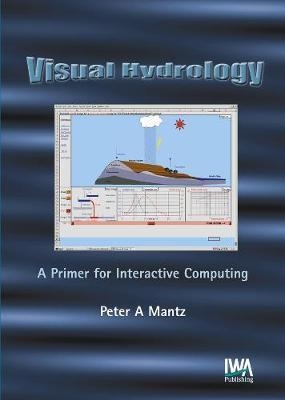 Visual Hydrology
A Primer for Interactive Computing
Peter A Mantz
IWA
Publishing